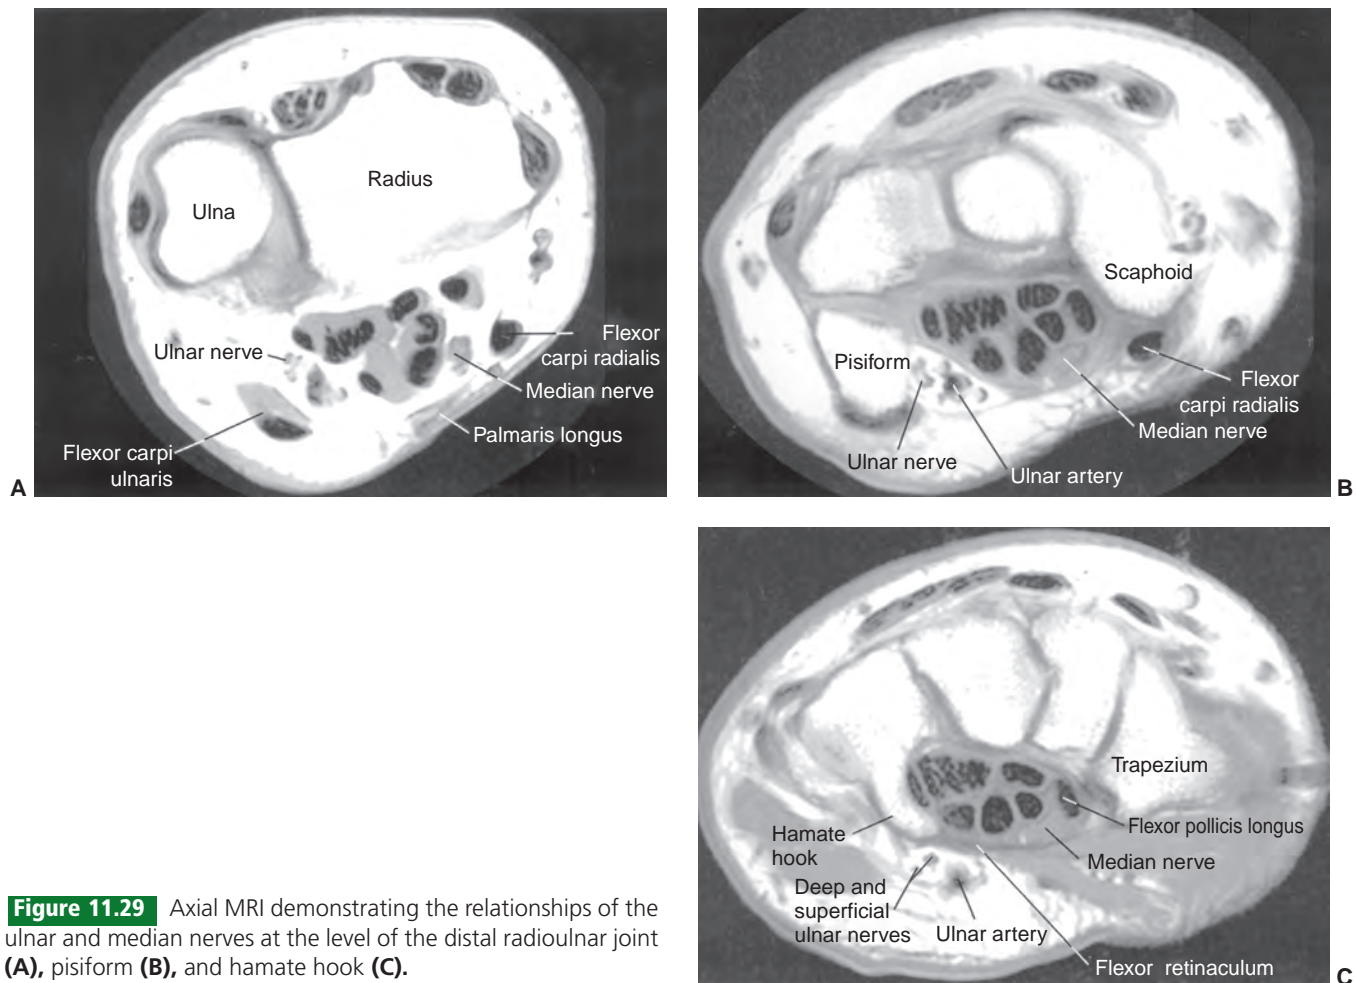 Ulna
Radius
Ulnar nerve
Flexor
carpi radialis
Median nerve
Palmaris longus
Flexor carpi
ulnaris
A
Scaphoid
Pisiform
Flexor
carpi radialis
Median nerve
Ulnar nerve
Ulnar artery
B
Trapezium
Flexor pollicis longus
Hamate
hook
Median nerve
Deep and
superficial
ulnar nerves
Ulnar artery
Flexor retinaculum
C
Figure 11.29 Axial MRI demonstrating the relationships of the
ulnar and median nerves at the level of the distal radioulnar joint
(A), pisiform (B), and hamate hook (C).